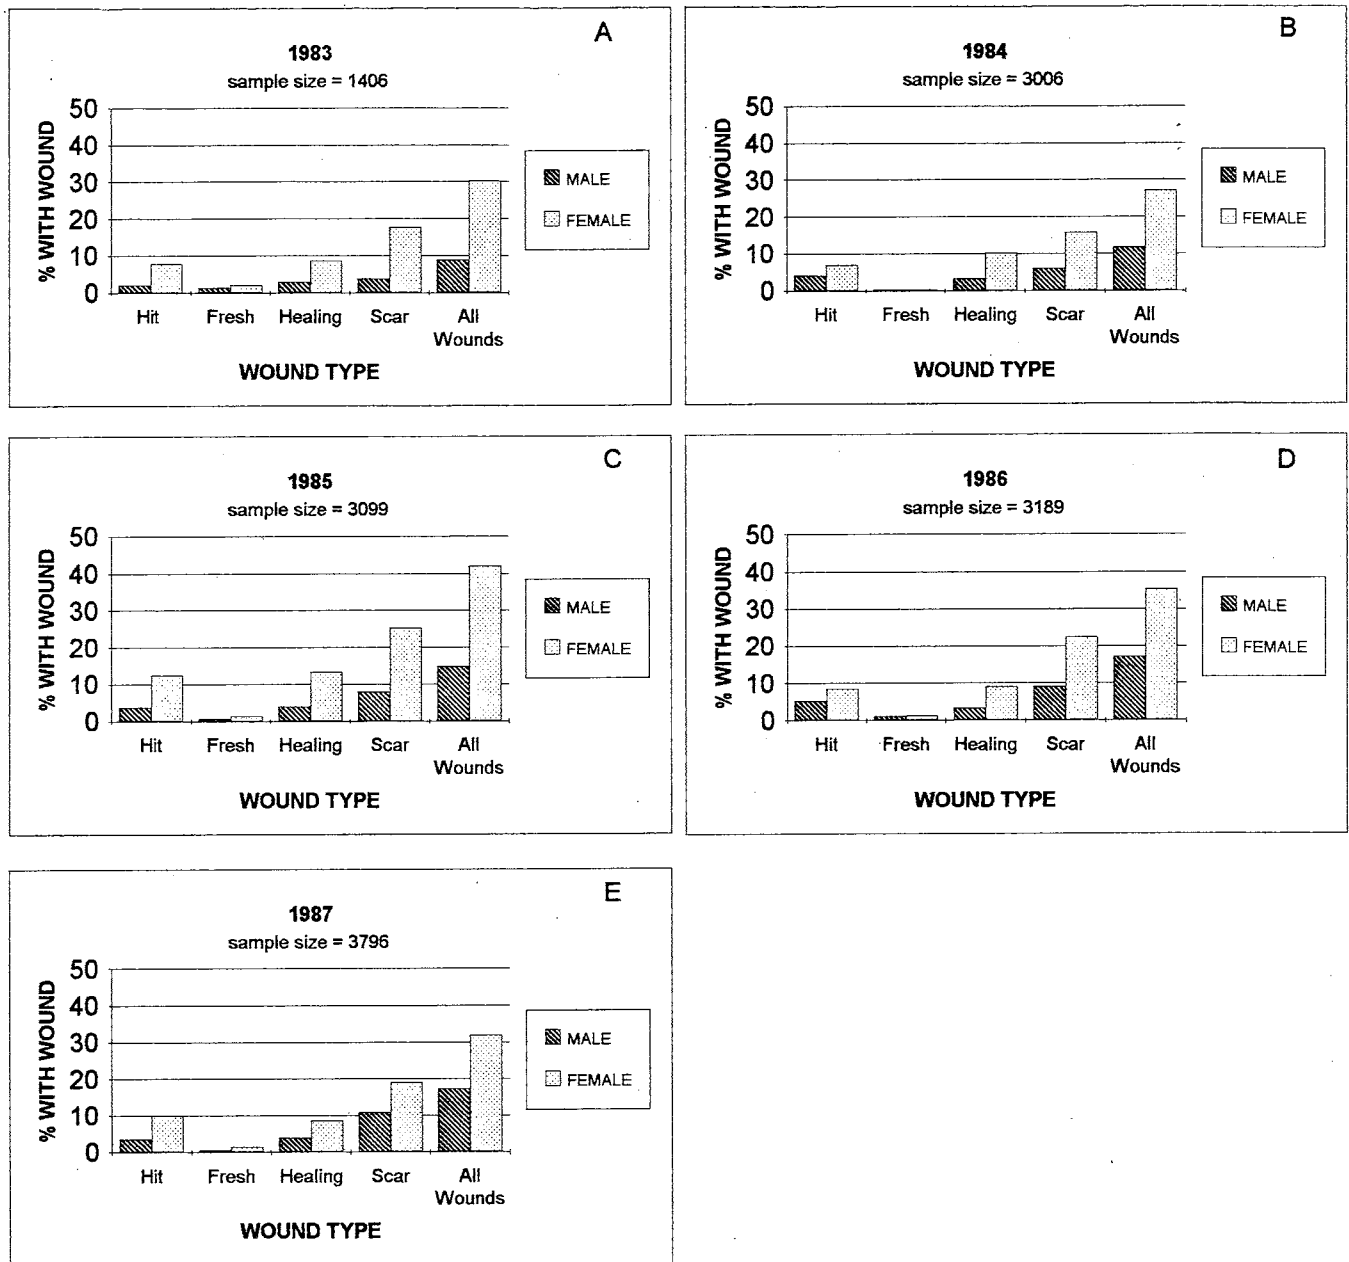 A
1983
sample size = 1406
50
40
30
20
10
0
% WITH WOUND
Hit Fresh Healing Scar All
Wounds
WOUND TYPE
MALE
FEMALE
B
1984
sample size = 3006
50
40
30
20
10
0
% WITH WOUND
Hit Fresh Healing Scar All
Wounds
WOUND TYPE
MALE
FEMALE
C
1985
sample size = 3099
50
40
30
20
10
0
% WITH WOUND
Hit Fresh Healing Scar All
Wounds
WOUND TYPE
MALE
FEMALE
D
1986
sample size = 3189
50
40
30
20
10
0
% WITH WOUND
Hit Fresh Healing Scar All
Wounds
WOUND TYPE
MALE
FEMALE
E
1987
sample size = 3796
50
40
30
20
10
0
% WITH WOUND
Hit Fresh Healing Scar All
Wounds
WOUND TYPE
MALE
FEMALE